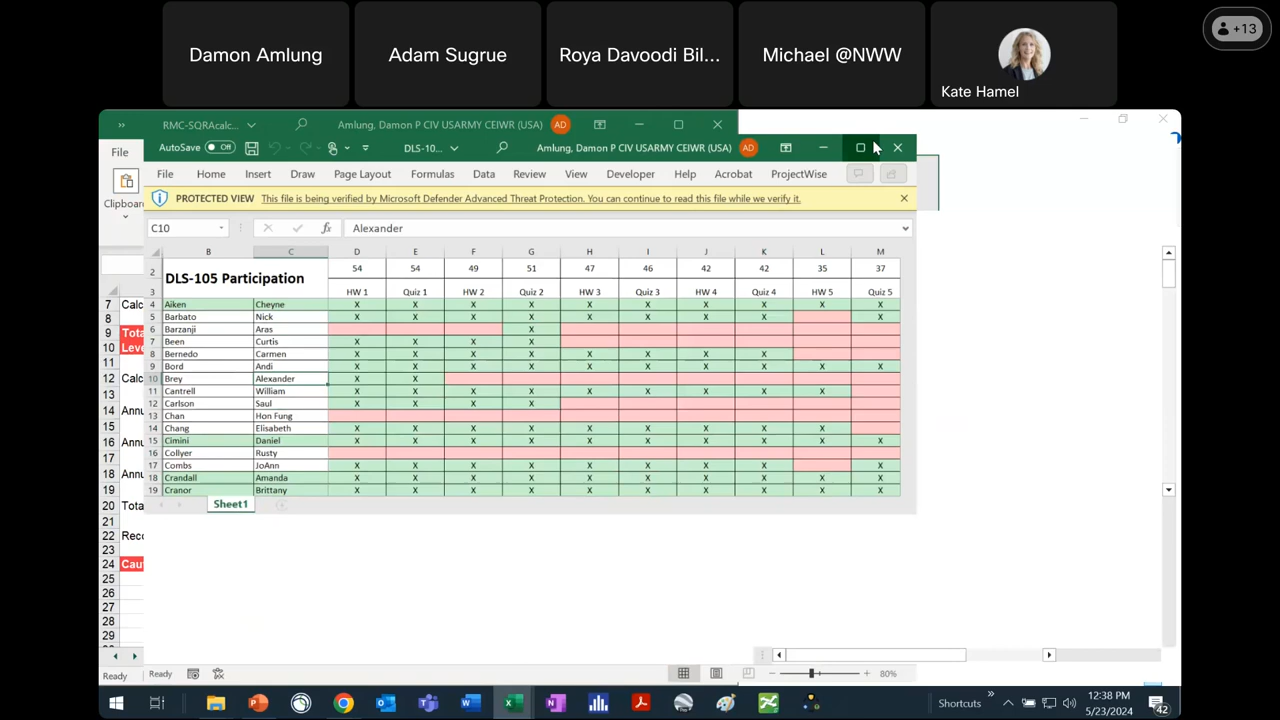 Damon Amlung
Adam Sugrue
Roya Davoodi Bil...
Michael @NWW
Kate Hamel
+13
RMC-SQRAcalc...
Amlung, Damon P CIV USARMY CEIWR (USA)
AD
File
Clipboard
AutoSave
Off
DLS-10...
Amlung, Damon P CIV USARMY CEIWR (USA)
AD
File Home Insert Draw Page Layout Formulas Data Review View Developer Help Acrobat ProjectWise
PROTECTED VIEW This file is being verified by Microsoft Defender Advanced Threat Protection. You can continue to read this file while we verify it.
C10 fx Alexander
B C D E F G H I J K L M
2 DLS-105 Participation 54 54 49 51 47 46 42 42 35 37
3 HW 1 Quiz 1 HW 2 Quiz 2 HW 3 Quiz 3 HW 4 Quiz 4 HW 5 Quiz 5
4 Aiken Cheyne X X X X X X X X X X
5 Barbato Nick X X X X X X X X X
6 Barzanji Aras X
7 Been Curtis X X X X
8 Bernedo Carmen X X X X X X X X
9 Bord Andi X X X X X X X X X X
10 Brey Alexander X X
11 Cantrell William X X X X X X X X X
12 Carlson Saul X X X X
13 Chan Hon Fung
14 Chang Elisabeth X X X X X X X X X
15 Cimini Daniel X X X X X X X X X X
16 Collyer Rusty
17 Combs JoAnn X X X X X X X X X
18 Crandall Amanda X X X X X X X X X X
19 Cranor Brittany X X X X X X X X X X
Sheet1
7 Calc
8
9 Tota
10 Leve
11
12 Calc
13
14 Annu
15
16 Annu
17
18 Annu
19
20 Tota
21
22 Reco
23
24 Caut
25
26
27
28
29
Ready
Ready
80%
Shortcuts
12:38 PM
5/23/2024
42